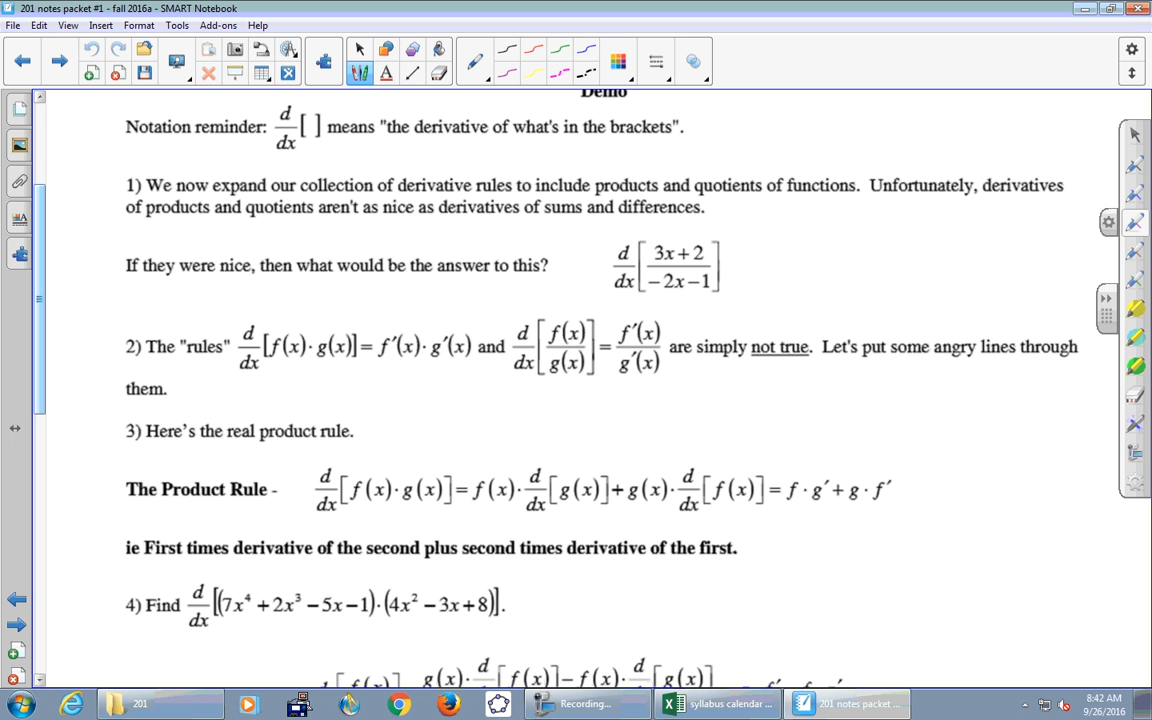 201 notes packet #1 - fall 2016a - SMART Notebook
File Edit View Insert Format Tools Add-ons Help
Demo
Notation reminder: d/dx [ ] means "the derivative of what's in the brackets".
1) We now expand our collection of derivative rules to include products and quotients of functions. Unfortunately, derivatives
of products and quotients aren't as nice as derivatives of sums and differences.
If they were nice, then what would be the answer to this? d/dx [ (3x+2)/(−2x−1) ]
2) The "rules" d/dx [f(x)·g(x)] = f′(x)·g′(x) and d/dx [ f(x)/g(x) ] = f′(x)/g′(x) are simply not true. Let's put some angry lines through
them.
3) Here's the real product rule.
The Product Rule - d/dx [f(x)·g(x)] = f(x)· d/dx [g(x)] + g(x)· d/dx [f(x)] = f·g′ + g·f′
ie First times derivative of the second plus second times derivative of the first.
4) Find d/dx [(7x⁴ + 2x³ − 5x − 1)·(4x² − 3x + 8)].
g(x)· d [f(x)] − f(x)· d [g(x)]
201
Recording...
syllabus calendar ...
201 notes packet ...
8:42 AM
9/26/2016